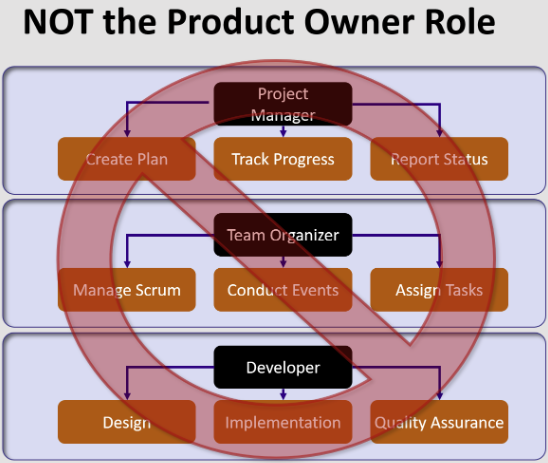 NOT the Product Owner Role
Project
Manager
Create Plan
Track Progress
Report Status
Team Organizer
Manage Scrum
Conduct Events
Assign Tasks
Developer
Design
Implementation
Quality Assurance